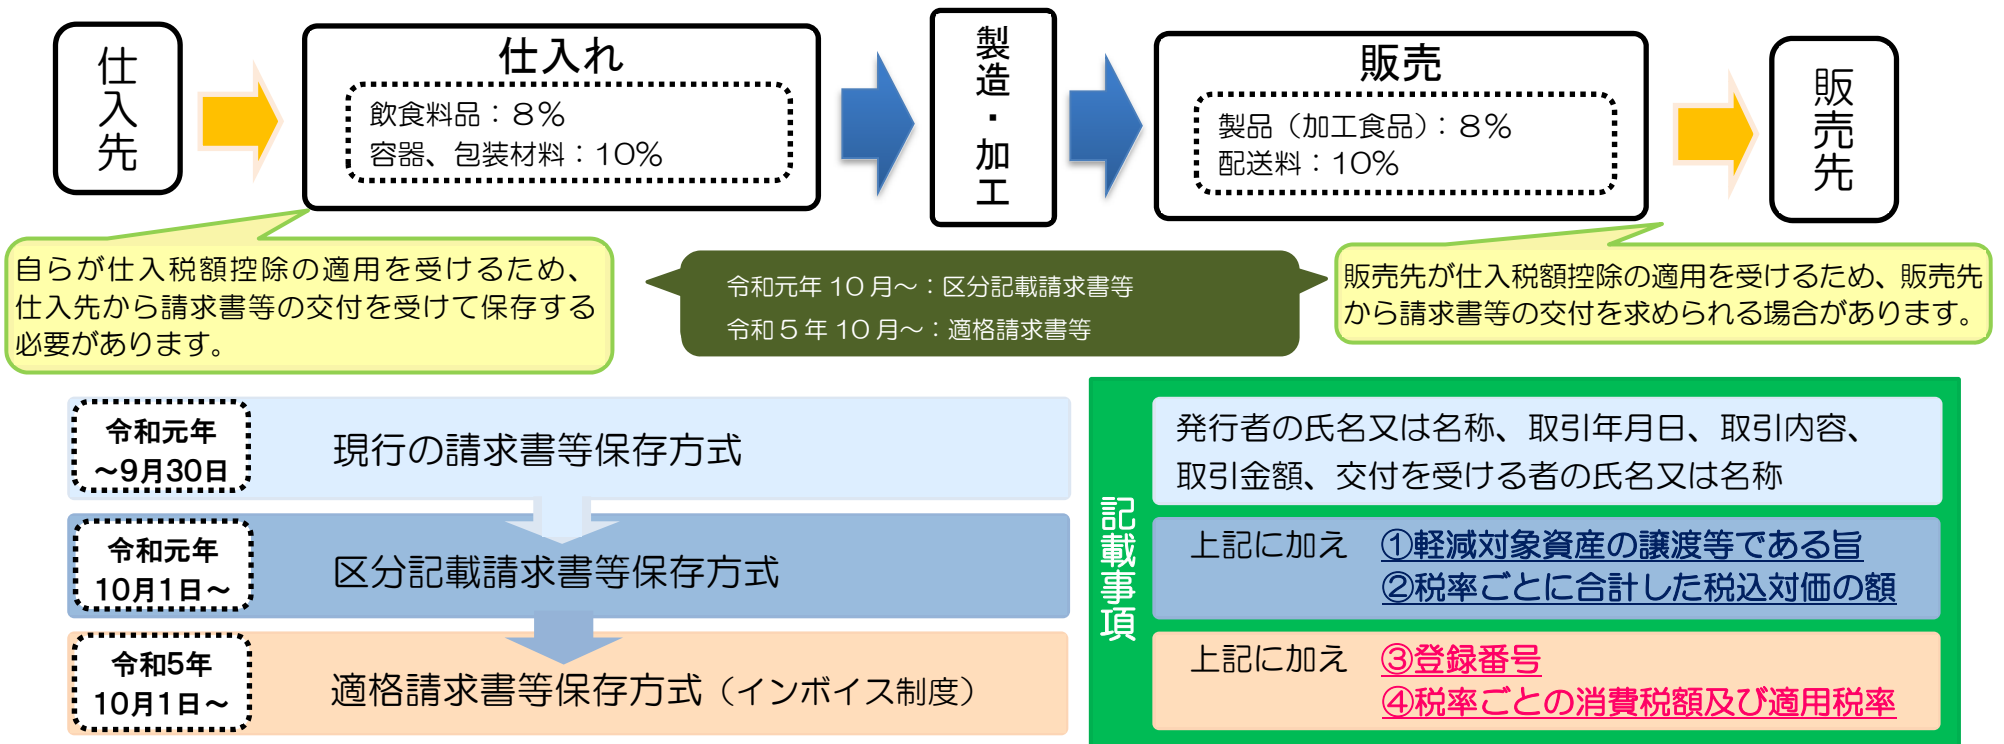 仕入先
仕入れ
飲食料品：８％
容器、包装材料：10％
製造・加工
販売
製品（加工食品）：８％
配送料：10％
販売先
自らが仕入税額控除の適用を受けるため、
仕入先から請求書等の交付を受けて保存する
必要があります。
令和元年 10 月～：区分記載請求書等
令和５年 10 月～：適格請求書等
販売先が仕入税額控除の適用を受けるため、販売先
から請求書等の交付を求められる場合があります。
令和元年
～9月30日
現行の請求書等保存方式
令和元年
10月1日～
区分記載請求書等保存方式
令和5年
10月1日～
適格請求書等保存方式（インボイス制度）
記載事項
発行者の氏名又は名称、取引年月日、取引内容、
取引金額、交付を受ける者の氏名又は名称
上記に加え ①軽減対象資産の譲渡等である旨
②税率ごとに合計した税込対価の額
上記に加え ③登録番号
④税率ごとの消費税額及び適用税率